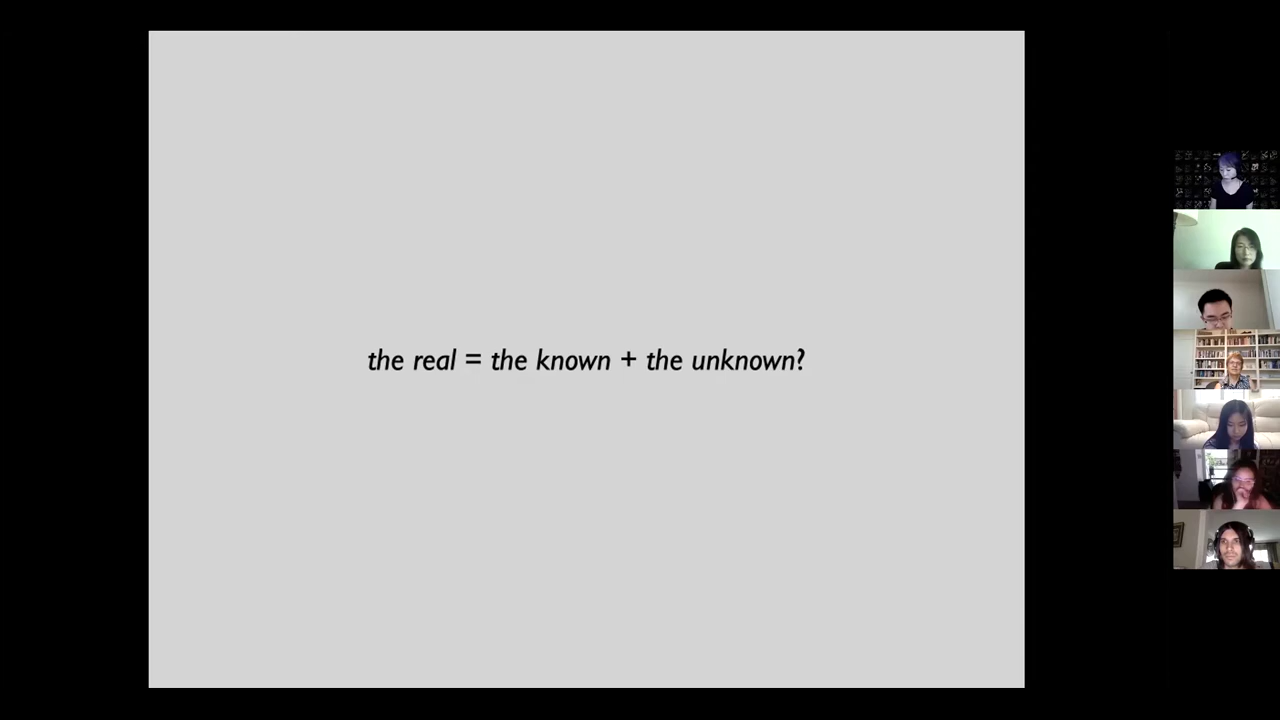 the real = the known + the unknown?